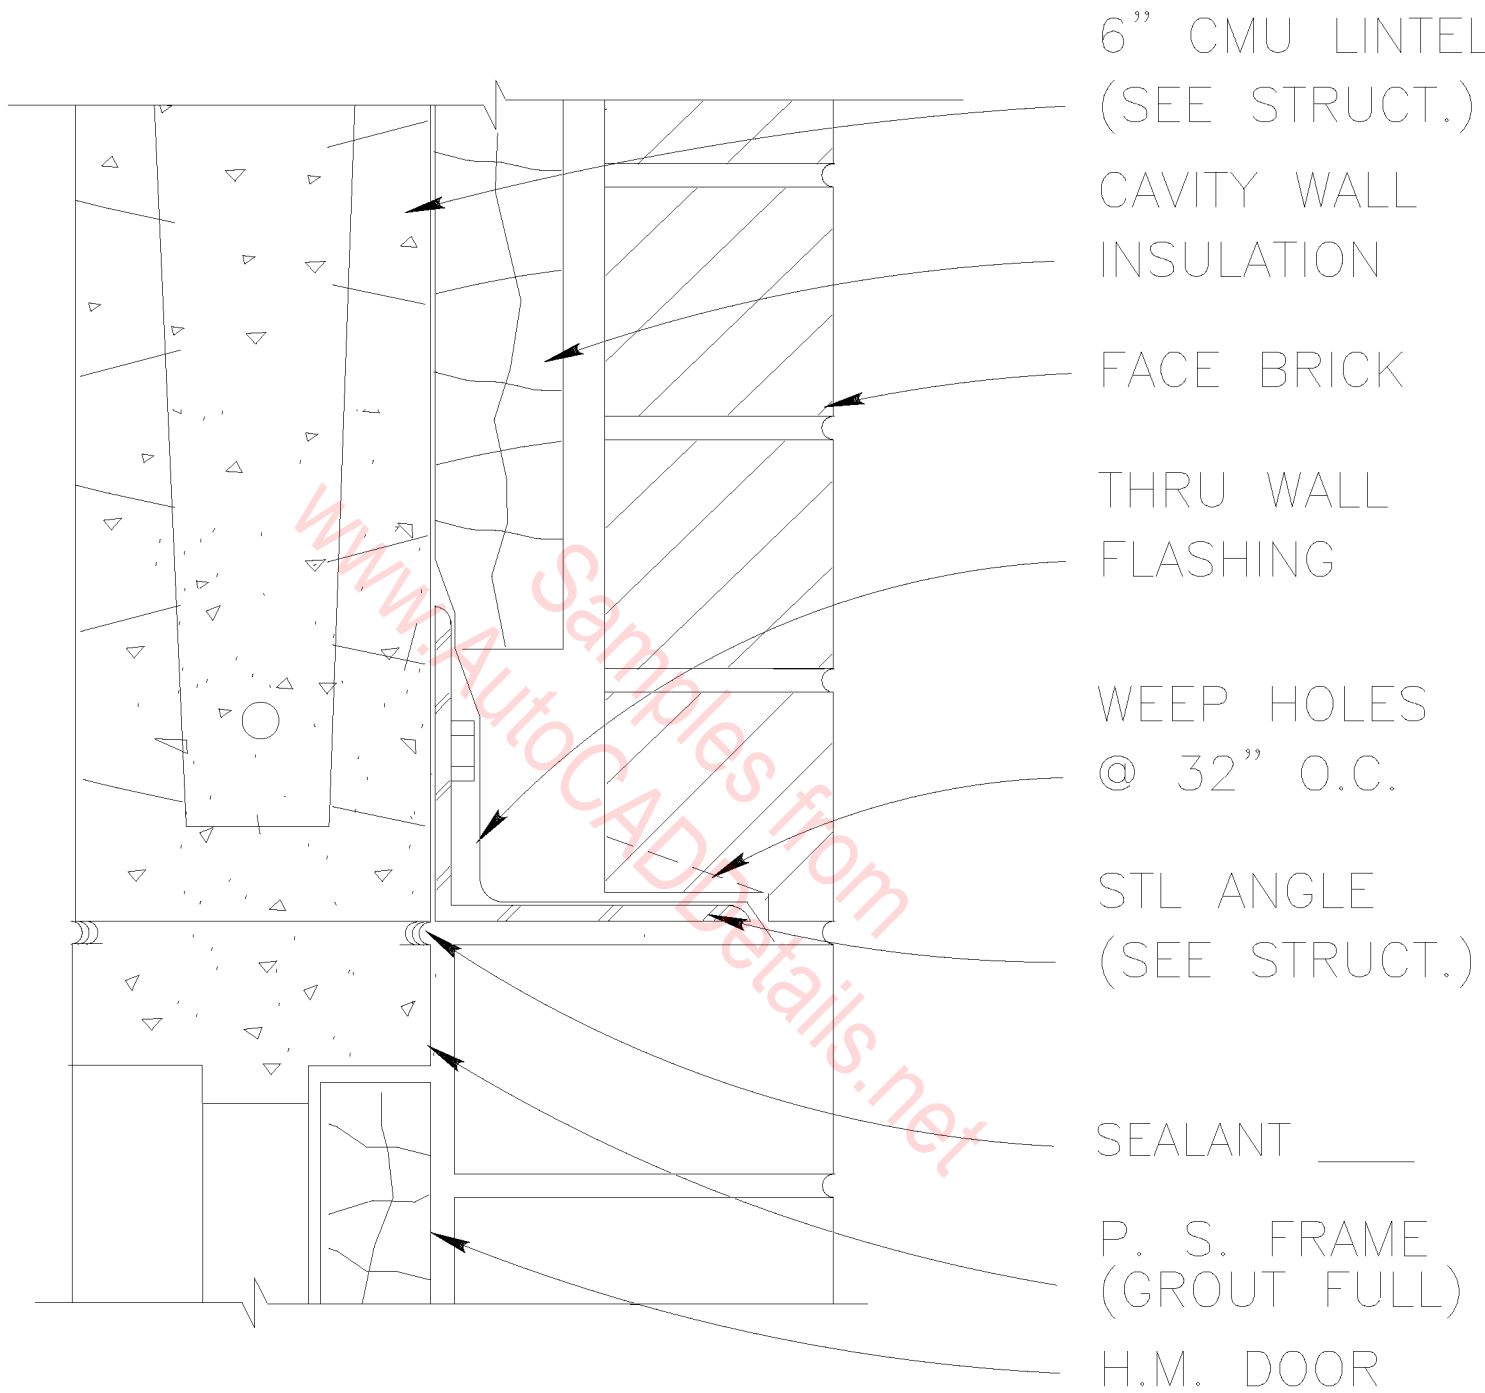 6" CMU LINTEL
(SEE STRUCT.)
CAVITY WALL
INSULATION
FACE BRICK
THRU WALL
FLASHING
WEEP HOLES
@ 32" O.C.
STL ANGLE
(SEE STRUCT.)
SEALANT ____
P. S. FRAME
(GROUT FULL)
H.M. DOOR
Samples from
www.AutoCADDetails.net